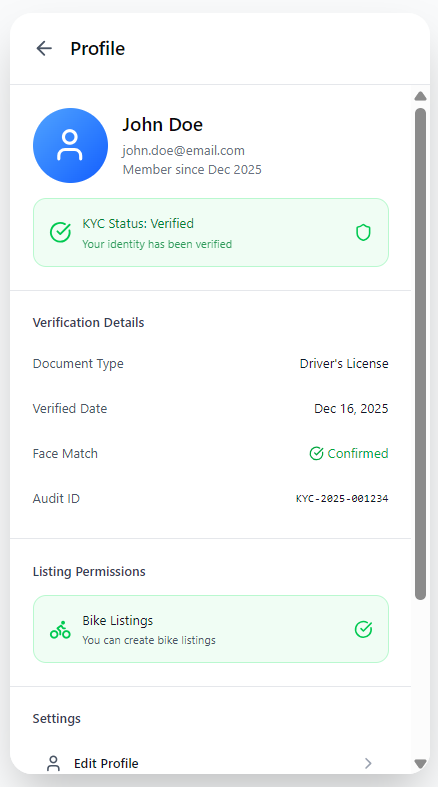 Profile
John Doe
john.doe@email.com
Member since Dec 2025
KYC Status: Verified
Your identity has been verified
Verification Details
Document Type Driver's License
Verified Date Dec 16, 2025
Face Match Confirmed
Audit ID KYC-2025-001234
Listing Permissions
Bike Listings
You can create bike listings
Settings
Edit Profile